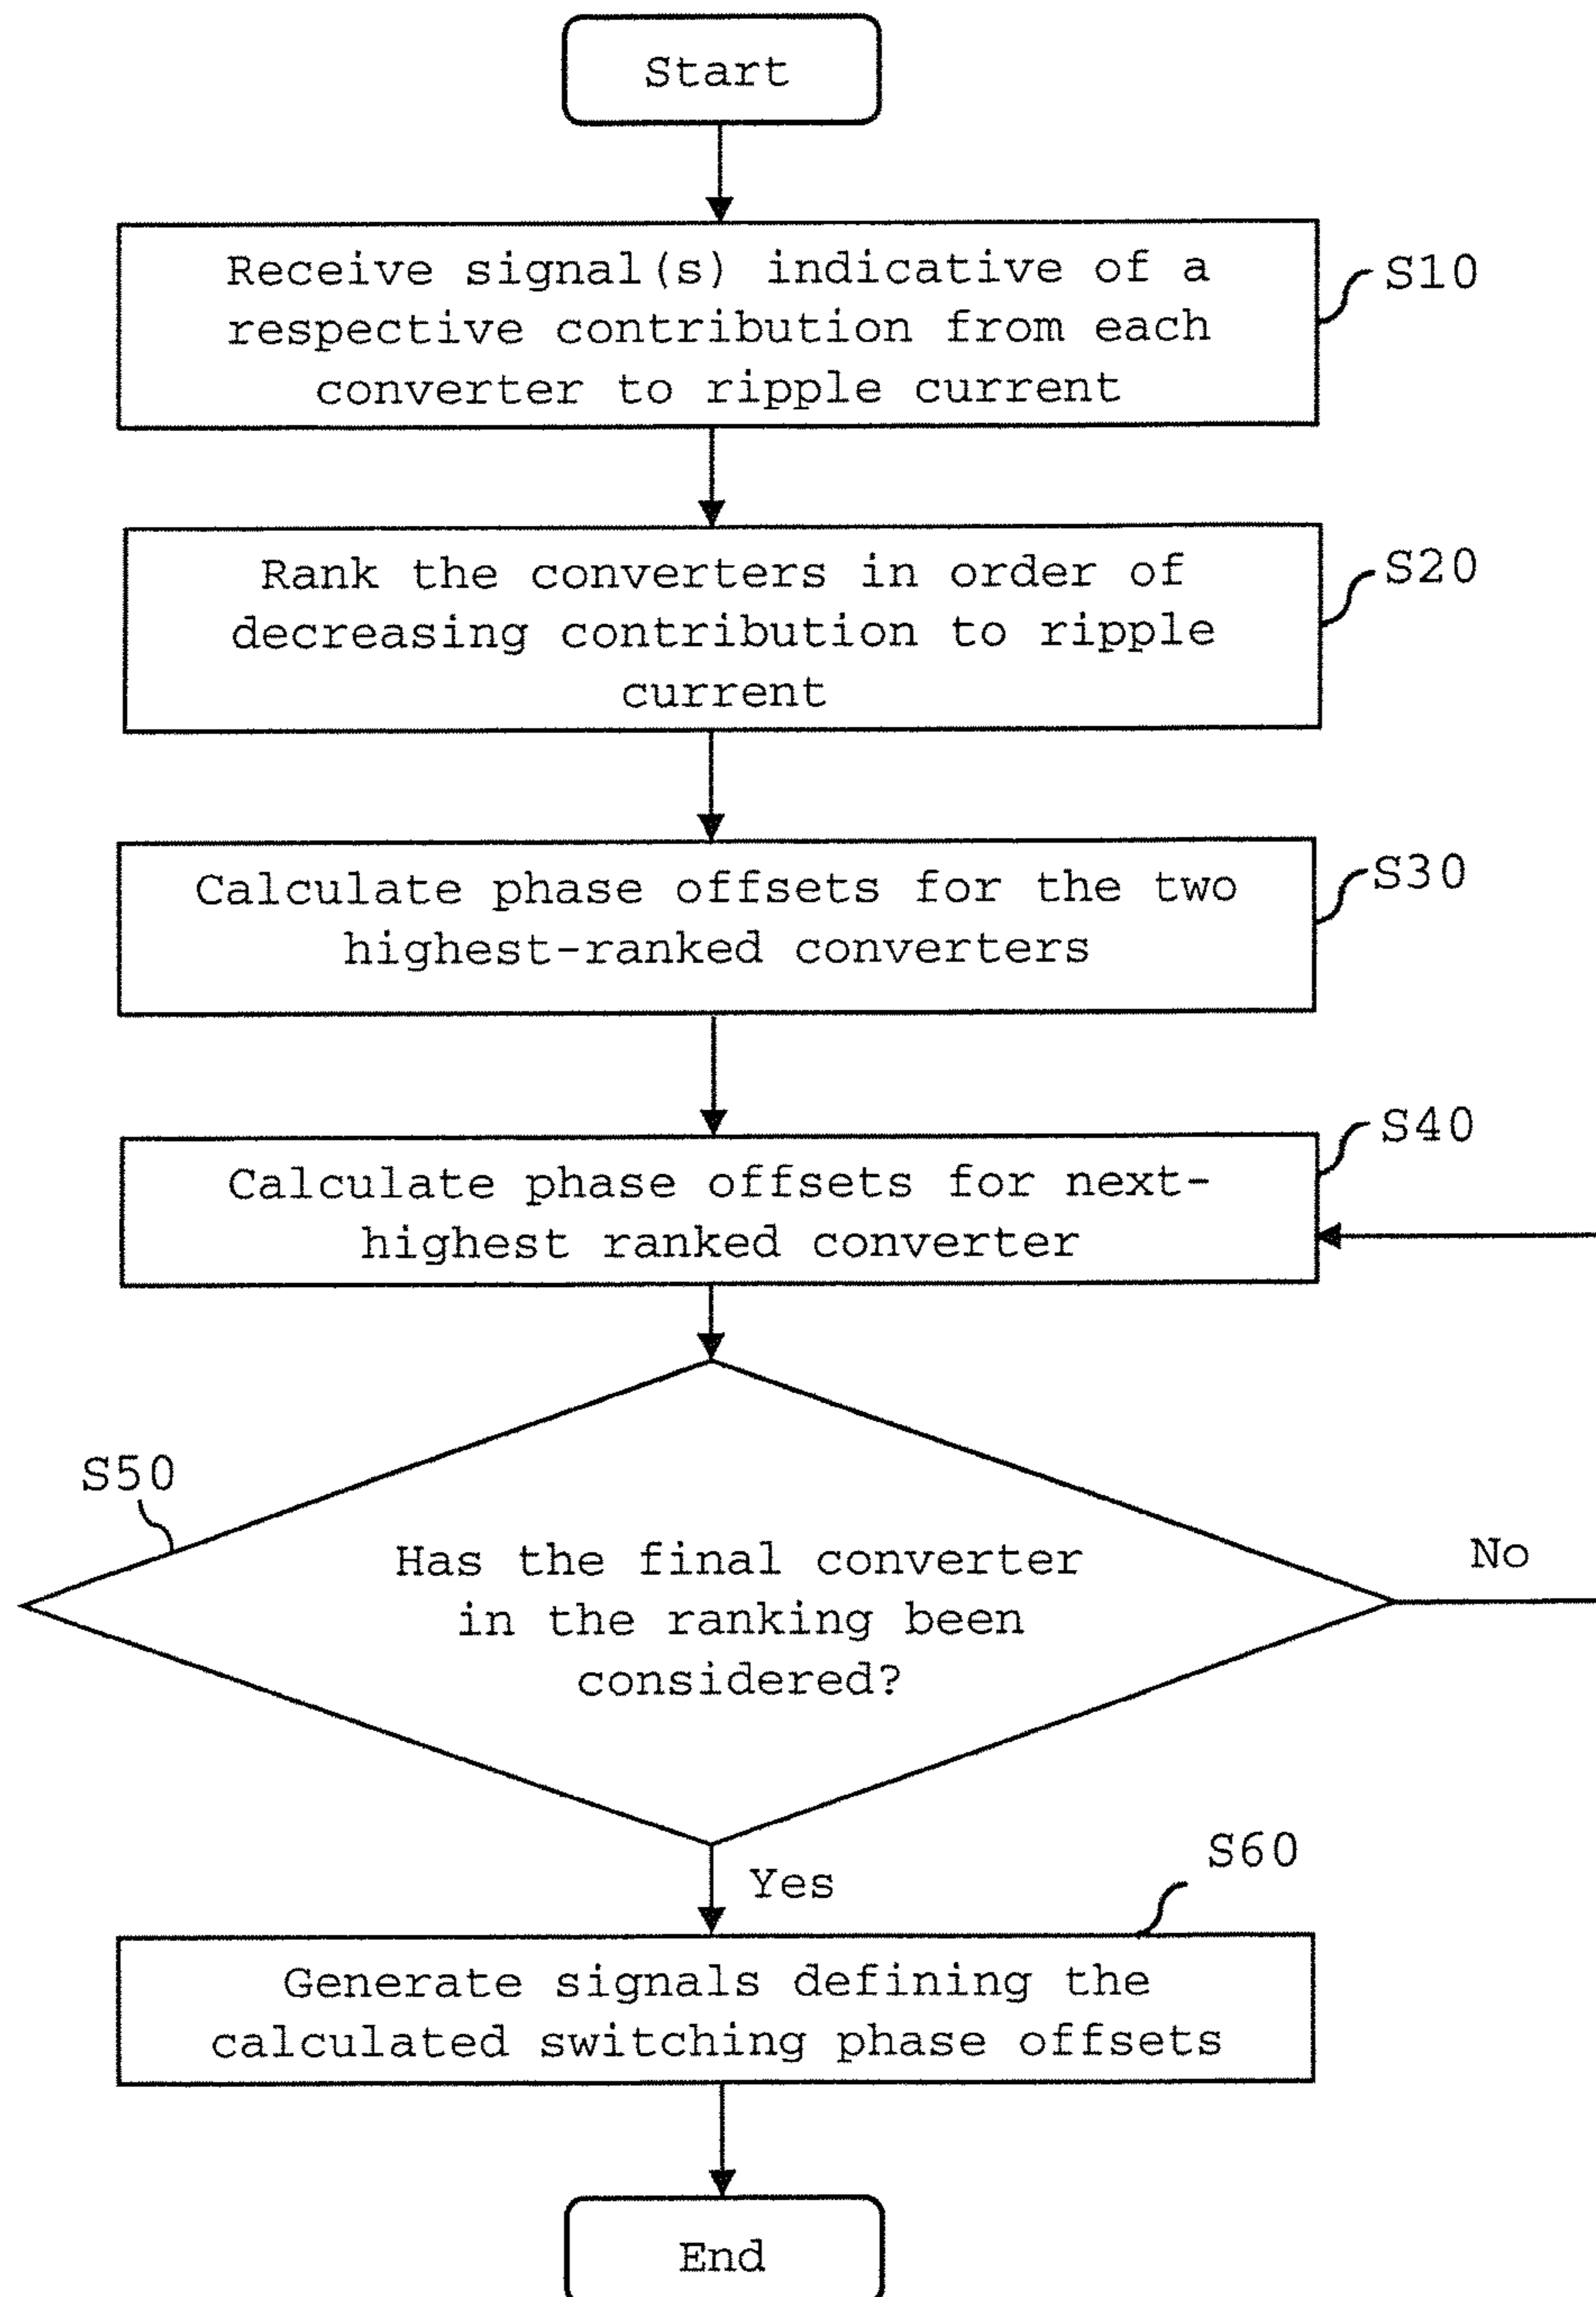 Start
Receive signal(s) indicative of a
respective contribution from each
converter to ripple current
S10
Rank the converters in order of
decreasing contribution to ripple
current
S20
Calculate phase offsets for the two
highest-ranked converters
S30
Calculate phase offsets for next-
highest ranked converter
S40
S50
Has the final converter
in the ranking been
considered?
No
Yes
S60
Generate signals defining the
calculated switching phase offsets
End